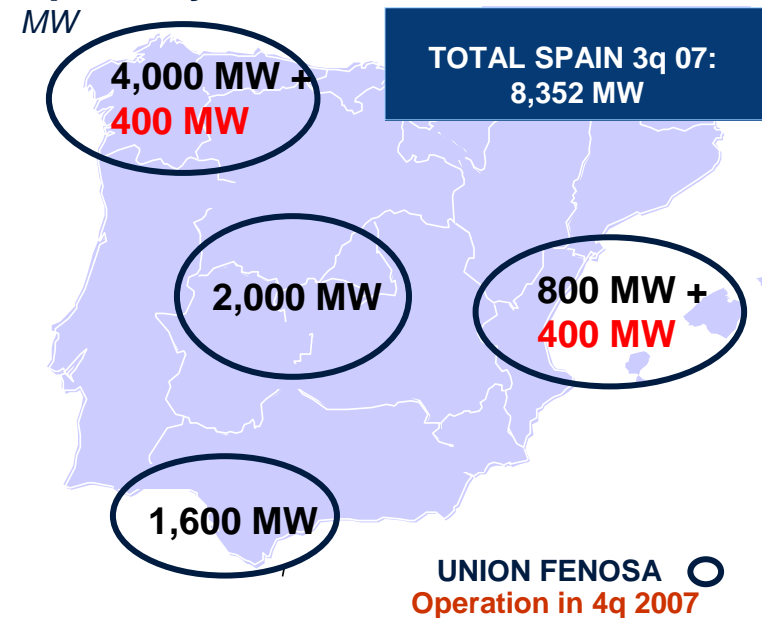 MW
TOTAL SPAIN 3q 07:
8,352 MW
4,000 MW +
400 MW
2,000 MW
800 MW +
400 MW
1,600 MW
UNION FENOSA
Operation in 4q 2007